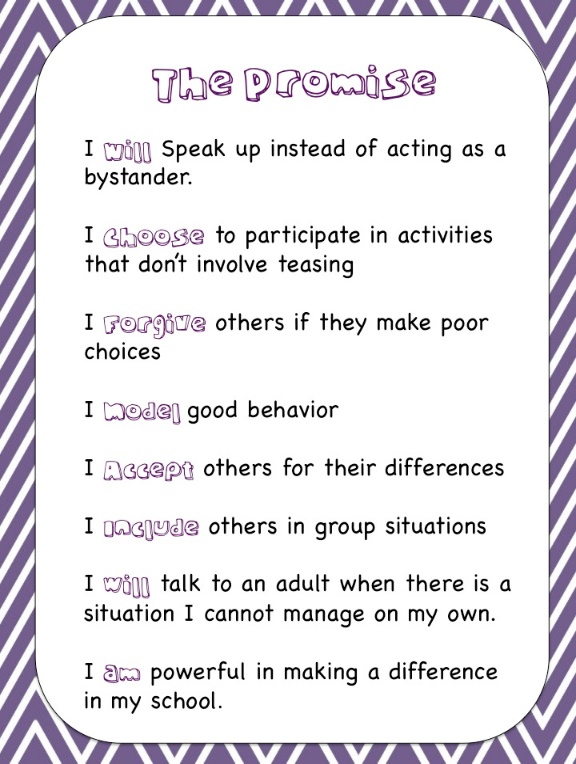 The Promise
I will Speak up instead of acting as a
bystander.
I choose to participate in activities
that don't involve teasing
I Forgive others if they make poor
choices
I Model good behavior
I Accept others for their differences
I Include others in group situations
I will talk to an adult when there is a
situation I cannot manage on my own.
I am powerful in making a difference
in my school.